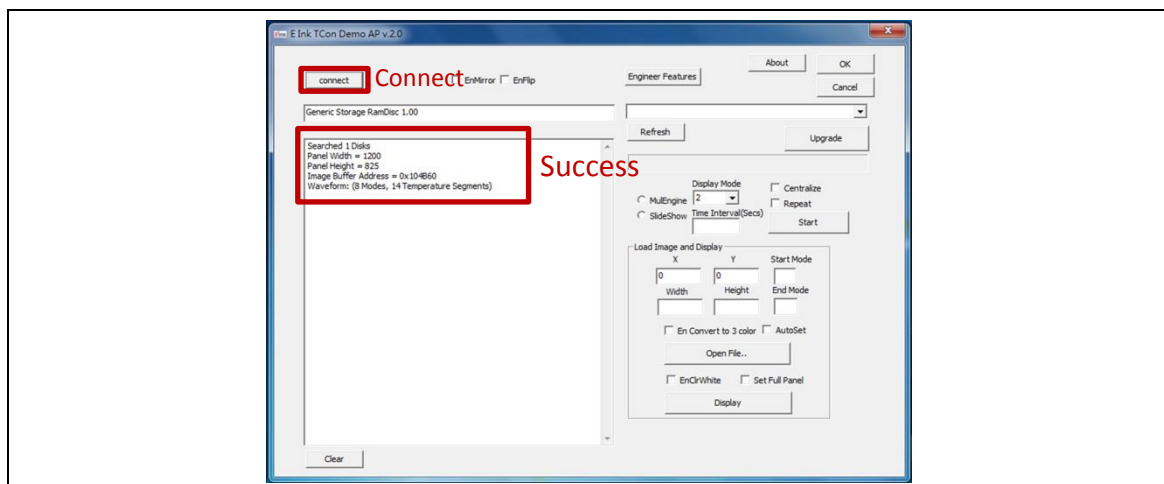 E Ink TCon Demo AP v.2.0
connect
Connect
EnMirror
EnFlip
Engineer Features
About
OK
Cancel
Generic Storage RamDisc 1.00
Refresh
Upgrade
Searched 1 Disks
Panel Width = 1200
Panel Height = 825
Image Buffer Address = 0x104B60
Waveform: (8 Modes, 14 Temperature Segments)
Success
Display Mode
MulEngine
2
Centralize
Repeat
SlideShow
Time Interval(Secs)
Start
Load Image and Display
X
Y
Start Mode
0
0
Width
Height
End Mode
En Convert to 3 color
AutoSet
Open File..
EnClrWhite
Set Full Panel
Display
Clear